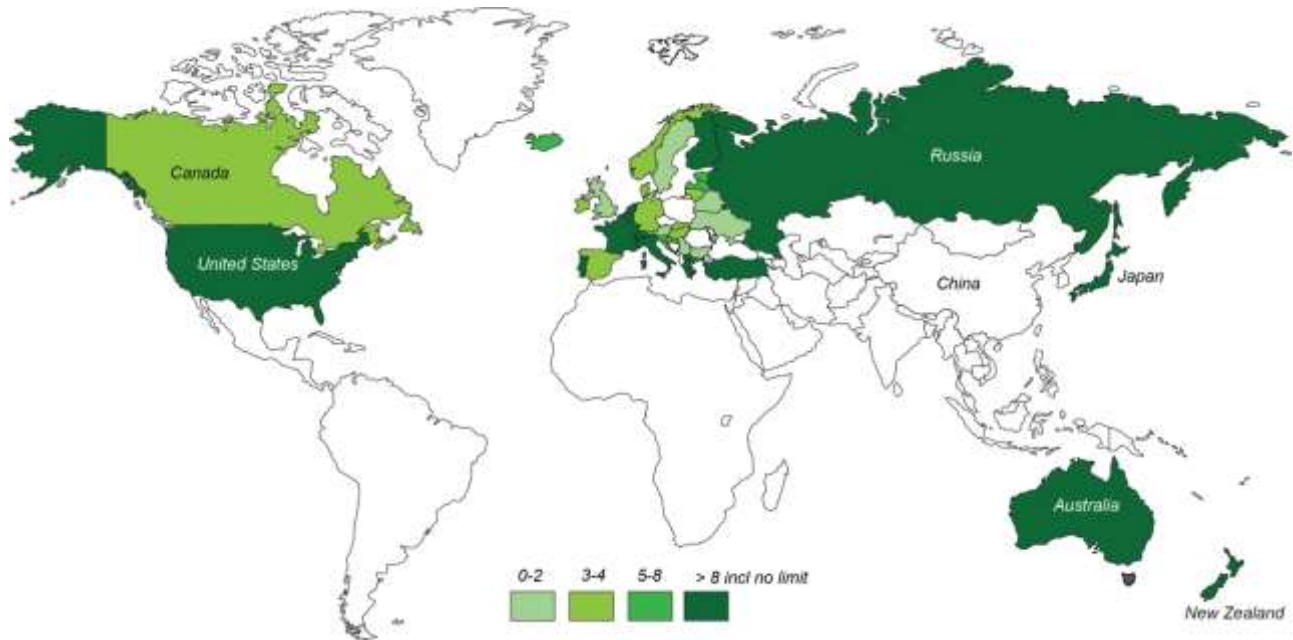 Canada
Russia
United States
China
Japan
Australia
0-2 3-4 5-8 > 8 incl no limit
New Zealand